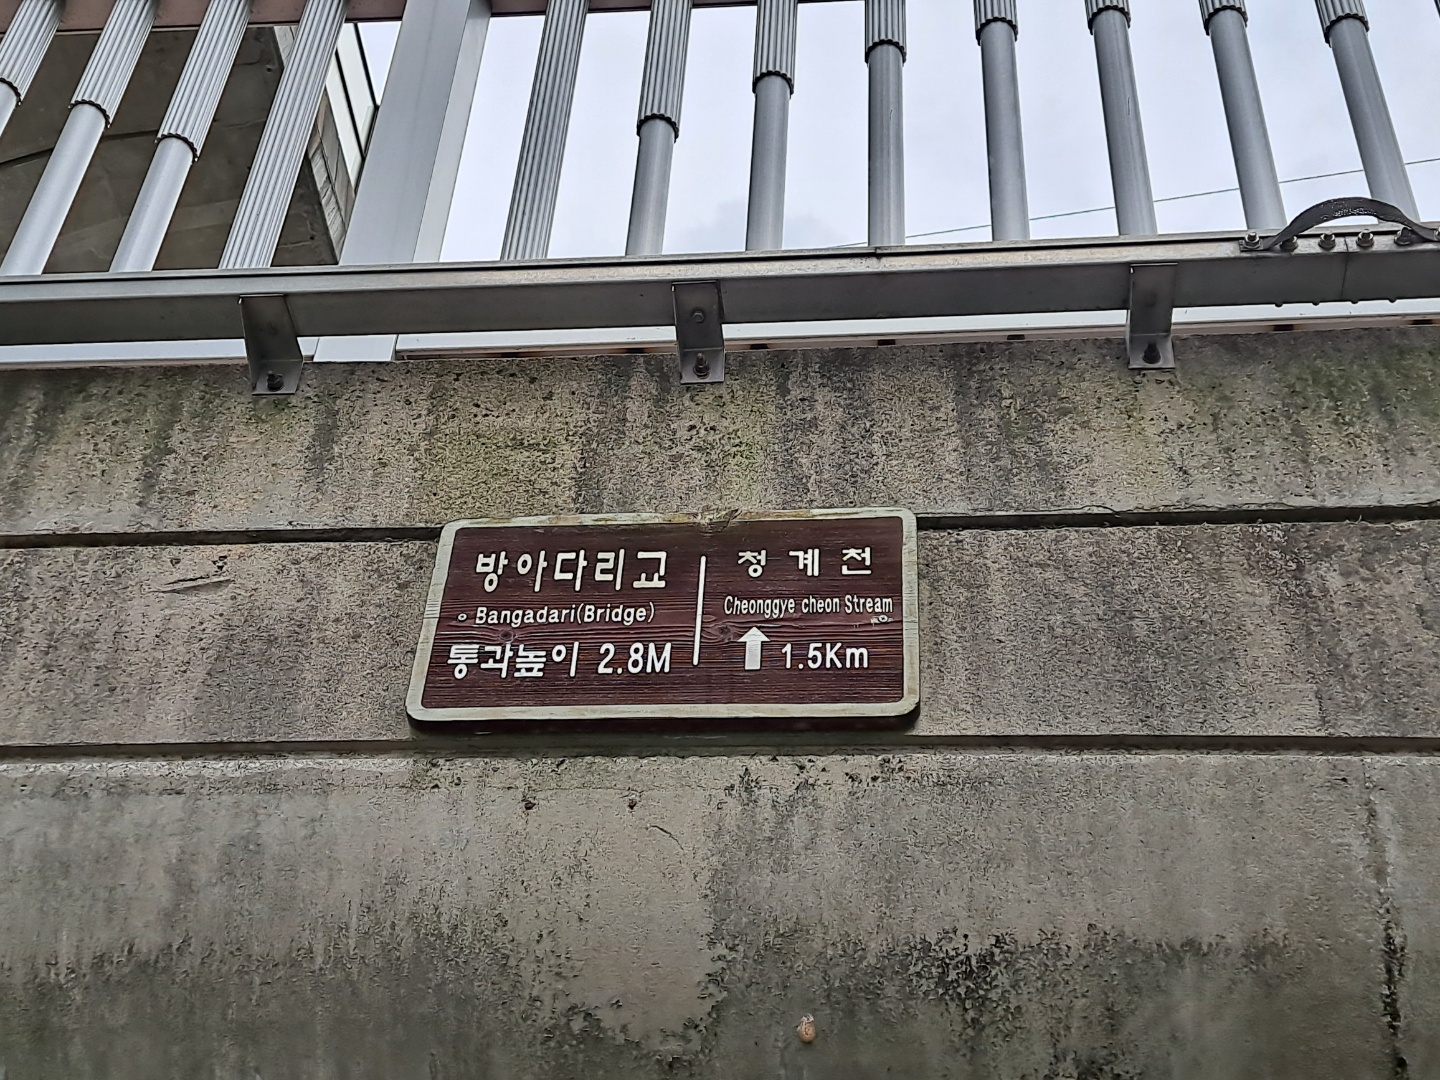 방아다리교
Bangadari(Bridge)
통과높이 2.8M
청계천
Cheonggye cheon Stream
1.5Km